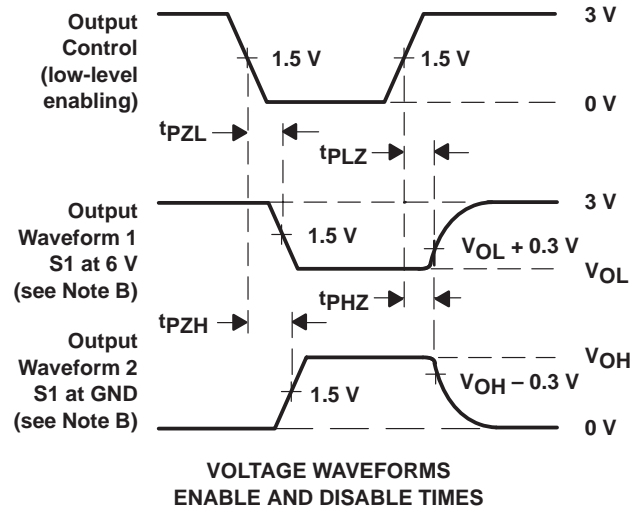 Output
Control
(low-level
enabling)
1.5 V
1.5 V
3 V
0 V
tPZL
tPLZ
Output
Waveform 1
S1 at 6 V
(see Note B)
1.5 V
3 V
VOL + 0.3 V
VOL
tPHZ
tPZH
Output
Waveform 2
S1 at GND
(see Note B)
1.5 V
VOH
VOH – 0.3 V
0 V
VOLTAGE WAVEFORMS
ENABLE AND DISABLE TIMES